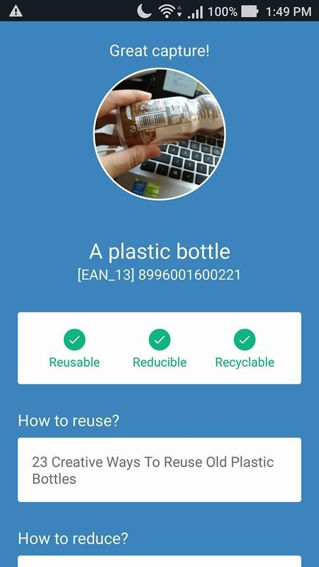 100% 1:49 PM
Great capture!
A plastic bottle
[EAN_13] 8996001600221
Reusable Reducible Recyclable
How to reuse?
23 Creative Ways To Reuse Old Plastic
Bottles
How to reduce?